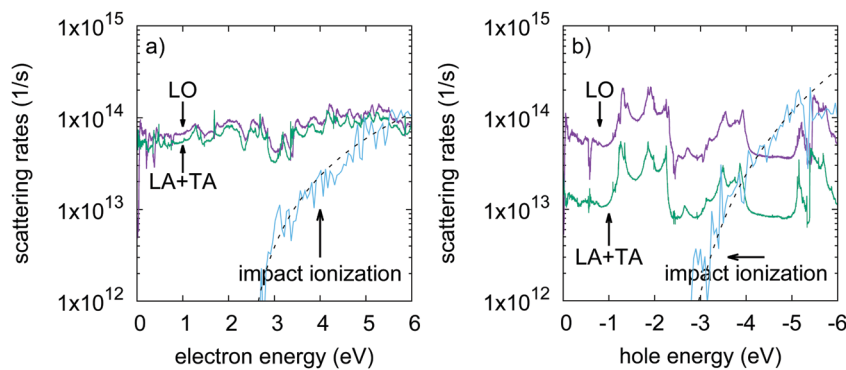 a)
1x10^15
1x10^14
1x10^13
1x10^12
scattering rates (1/s)
LO
LA+TA
impact ionization
0 1 2 3 4 5 6
electron energy (eV)
b)
1x10^15
1x10^14
1x10^13
1x10^12
scattering rates (1/s)
LO
LA+TA
impact ionization
0 -1 -2 -3 -4 -5 -6
hole energy (eV)